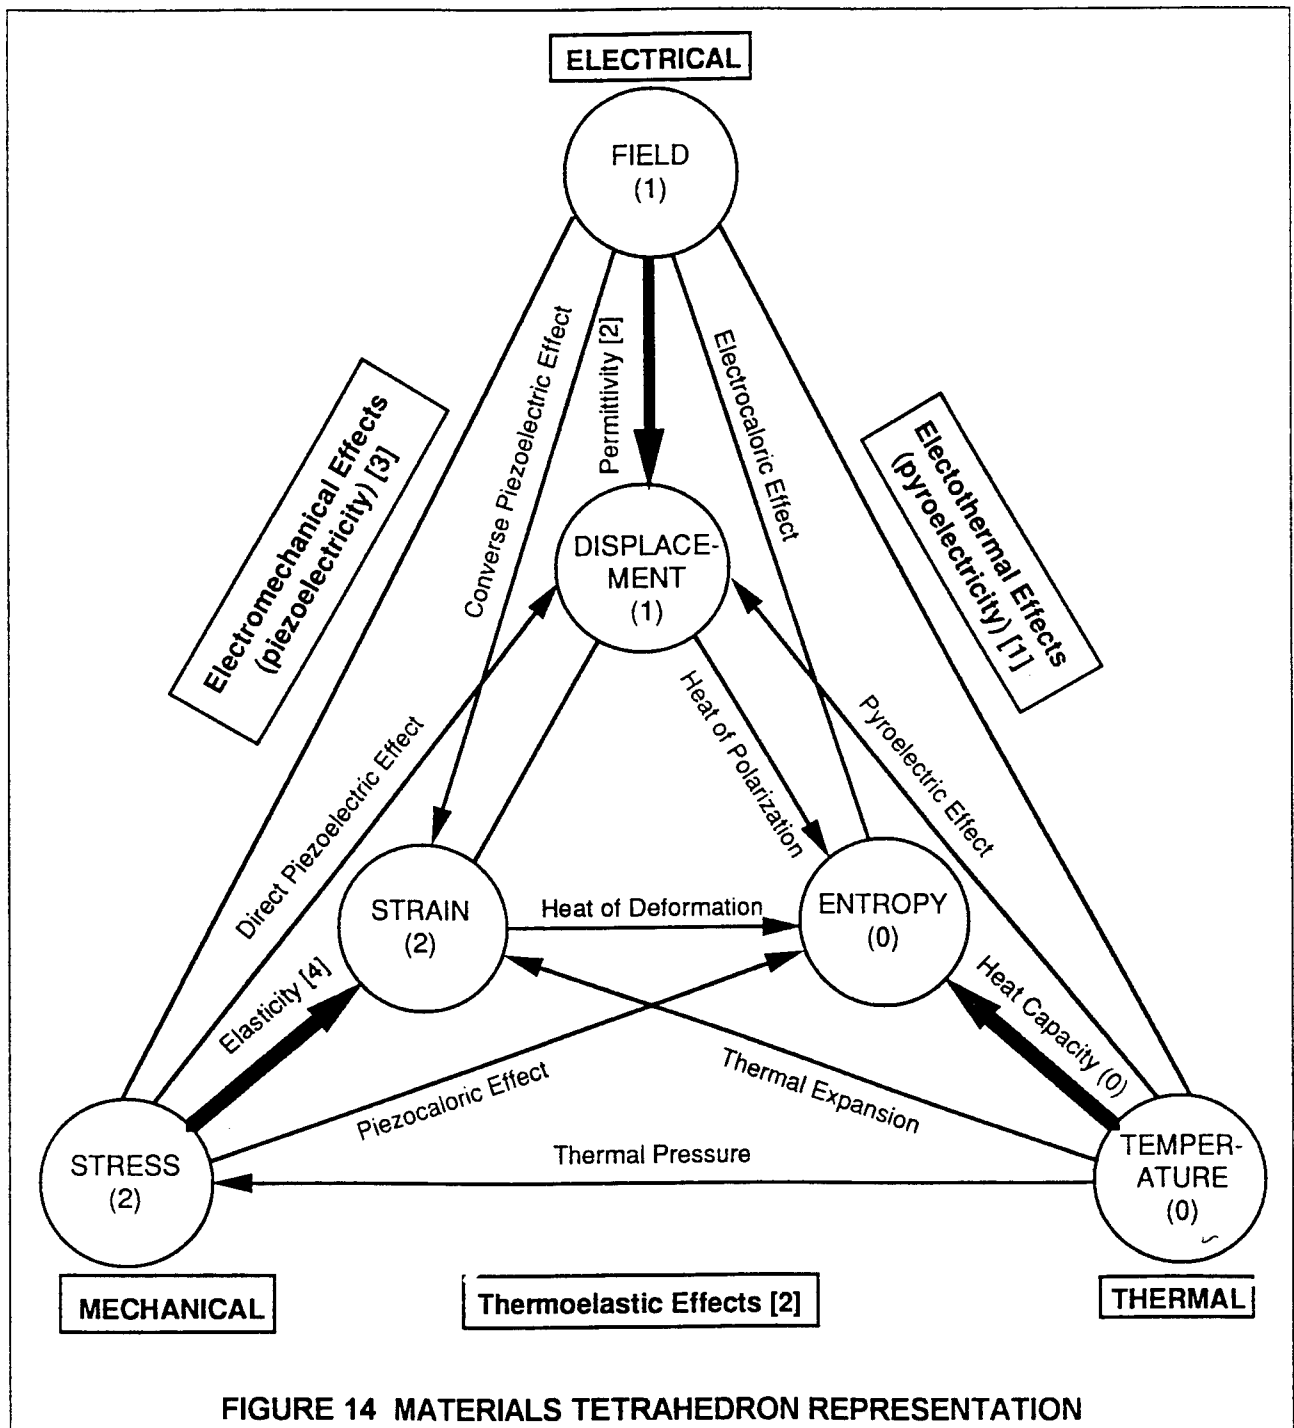 ELECTRICAL
FIELD
(1)
Converse Piezoelectric Effect
Permittivity [2]
Electrocaloric Effect
Electromechanical Effects
(piezoelectricity) [3]
Electothermal Effects
(pyroelectricity) [1]
DISPLACE-
MENT
(1)
Direct Piezoelectric Effect
Heat of Polarization
Pyroelectric Effect
STRAIN
(2)
Heat of Deformation
ENTROPY
(0)
Elasticity [4]
Heat Capacity (0)
Piezocaloric Effect
Thermal Expansion
STRESS
(2)
Thermal Pressure
TEMPER-
ATURE
(0)
MECHANICAL
Thermoelastic Effects [2]
THERMAL
FIGURE 14 MATERIALS TETRAHEDRON REPRESENTATION